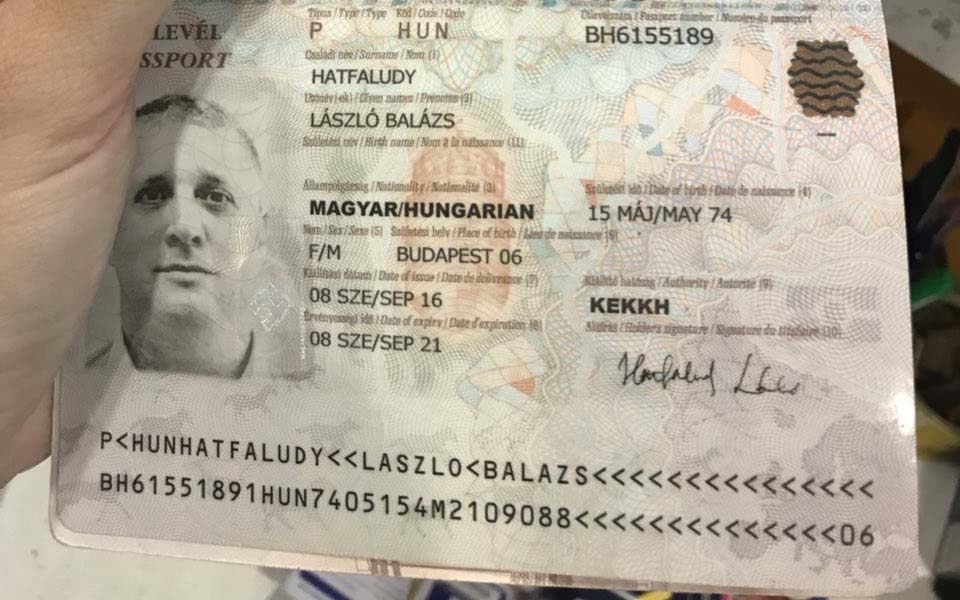 LEVÉL
SSPORT
Típus / Type / Type Kód / Code / Code
Útlevélszám / Passport number / Numéro du passeport
P HUN
BH6155189
Családi név / Surname / Nom (1)
HATFALUDY
Utónév(-ek) / Given names / Prénoms (2)
LÁSZLÓ BALÁZS
Születési név / Birth name / Nom à la naissance (11)
Állampolgárság / Nationality / Nationalité (3)
Születési idő / Date of birth / Date de naissance (4)
MAGYAR/HUNGARIAN
15 MÁJ/MAY 74
Nem / Sex / Sexe (5) Születési hely / Place of birth / Lieu de naissance (6)
F/M BUDAPEST 06
Kiállítási dátum / Date of issue / Date de délivrance (7)
Kiállító hatóság / Authority / Autorité (9)
08 SZE/SEP 16
KEKKH
Érvényességi idő / Date of expiry / Date d'expiration (8)
Aláírás / Holder's signature / Signature du titulaire (10)
08 SZE/SEP 21
P<HUNHATFALUDY<<LASZLO<BALAZS<<<<<<<<<<<<<<<
BH61551891HUN7405154M2109088<<<<<<<<<<<<<<06